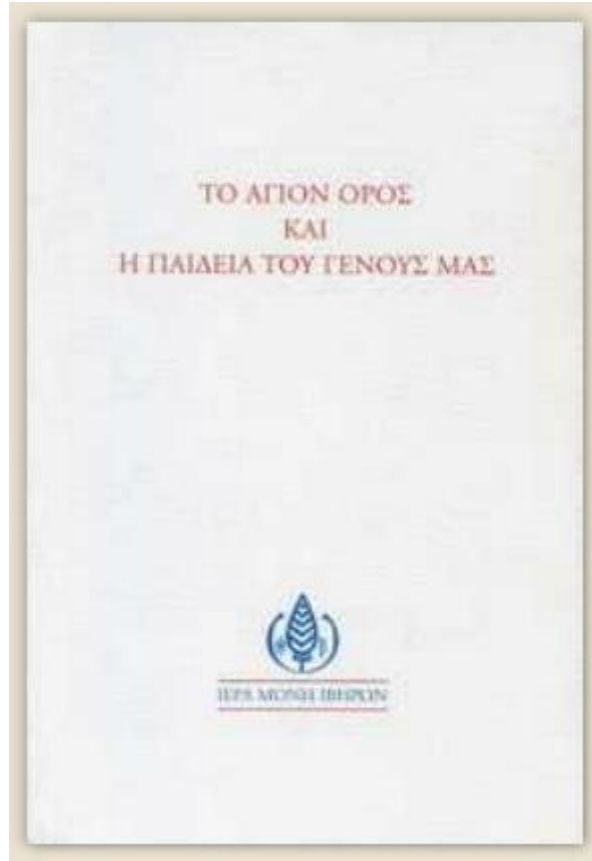 ΤΟ ΑΓΙΟΝ ΟΡΟΣ
ΚΑΙ
Η ΠΑΙΔΕΙΑ ΤΟΥ ΓΕΝΟΥΣ ΜΑΣ
ΙΕΡΑ ΜΟΝΗ ΙΒΗΡΩΝ